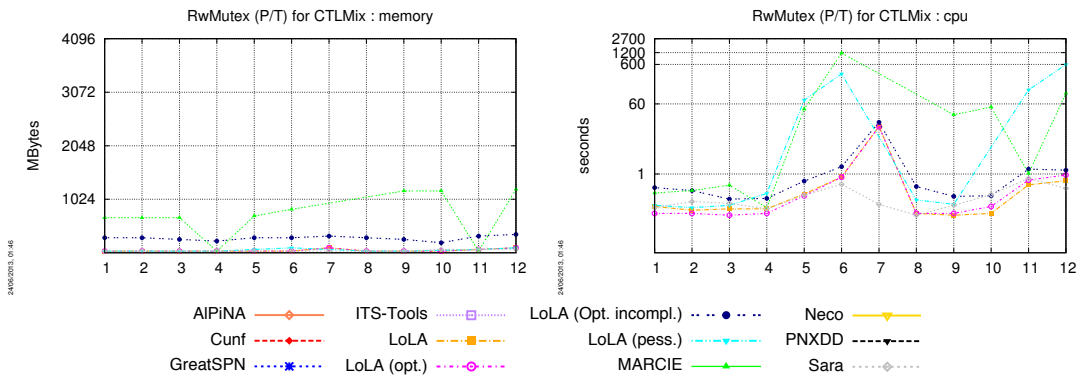 RwMutex (P/T) for CTLMix : memory
4096
3072
2048
1024
MBytes
1 2 3 4 5 6 7 8 9 10 11 12
24/06/2013, 01:46
RwMutex (P/T) for CTLMix : cpu
2700
1200
600
60
1
seconds
1 2 3 4 5 6 7 8 9 10 11 12
24/06/2013, 01:46
AlPiNA ITS-Tools LoLA (Opt. incompl.) Neco
Cunf LoLA LoLA (pess.) PNXDD
GreatSPN LoLA (opt.) MARCIE Sara